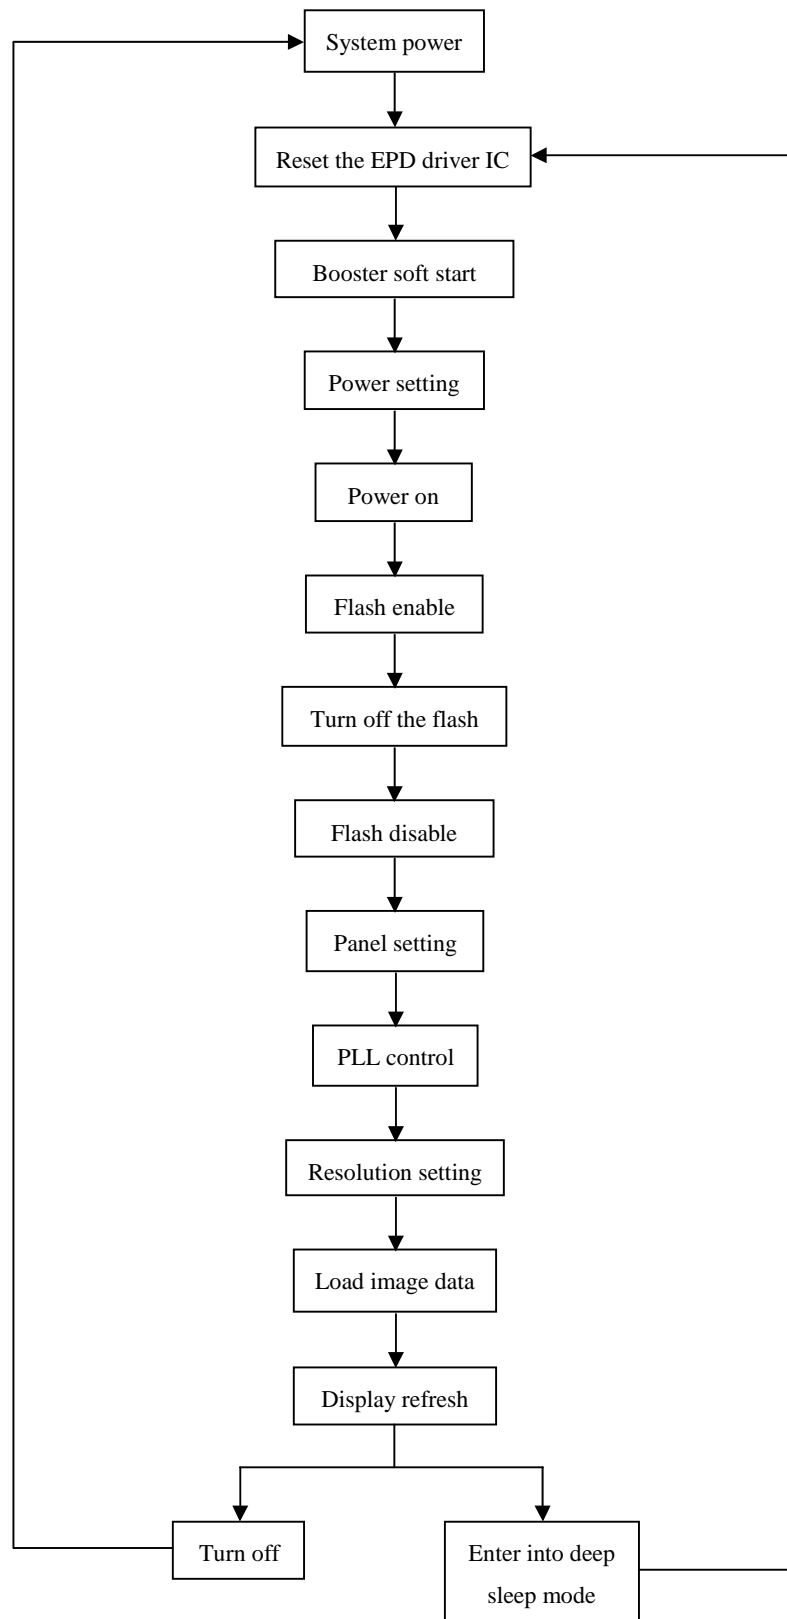 System power
Reset the EPD driver IC
Booster soft start
Power setting
Power on
Flash enable
Turn off the flash
Flash disable
Panel setting
PLL control
Resolution setting
Load image data
Display refresh
Turn off
Enter into deep
sleep mode